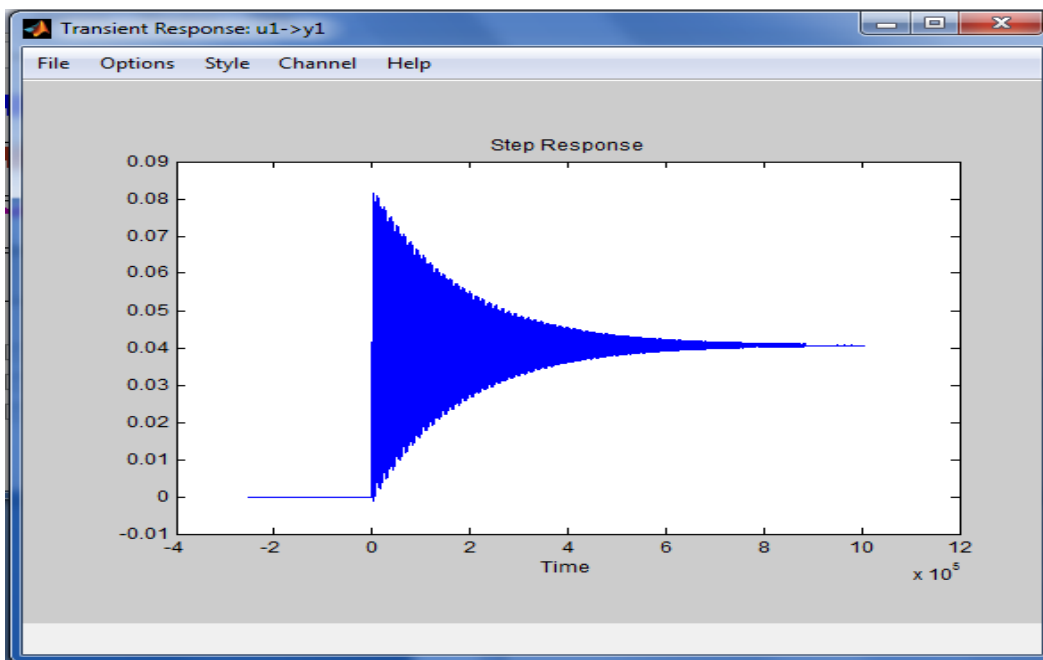 Transient Response: u1->y1
File Options Style Channel Help
Step Response
0.09
0.08
0.07
0.06
0.05
0.04
0.03
0.02
0.01
0
-0.01
-4 -2 0 2 4 6 8 10 12
Time
x 10^5